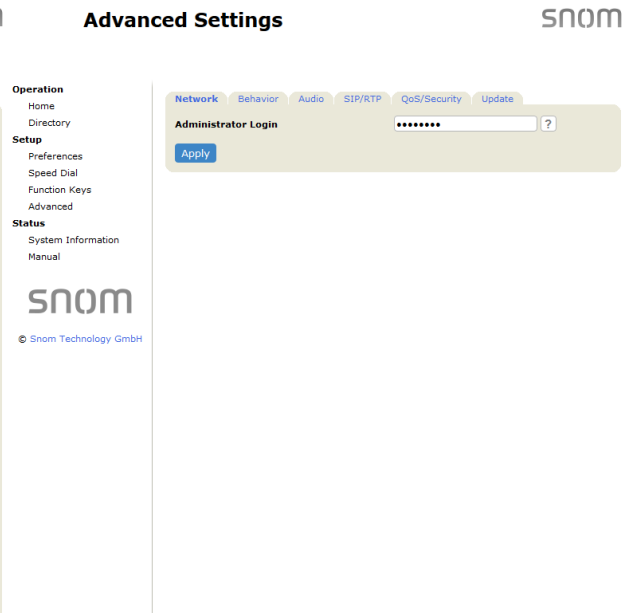 Advanced Settings
snom
Operation
Home
Directory
Setup
Preferences
Speed Dial
Function Keys
Advanced
Status
System Information
Manual
snom
© Snom Technology GmbH
Network Behavior Audio SIP/RTP QoS/Security Update
Administrator Login •••••••• ?
Apply